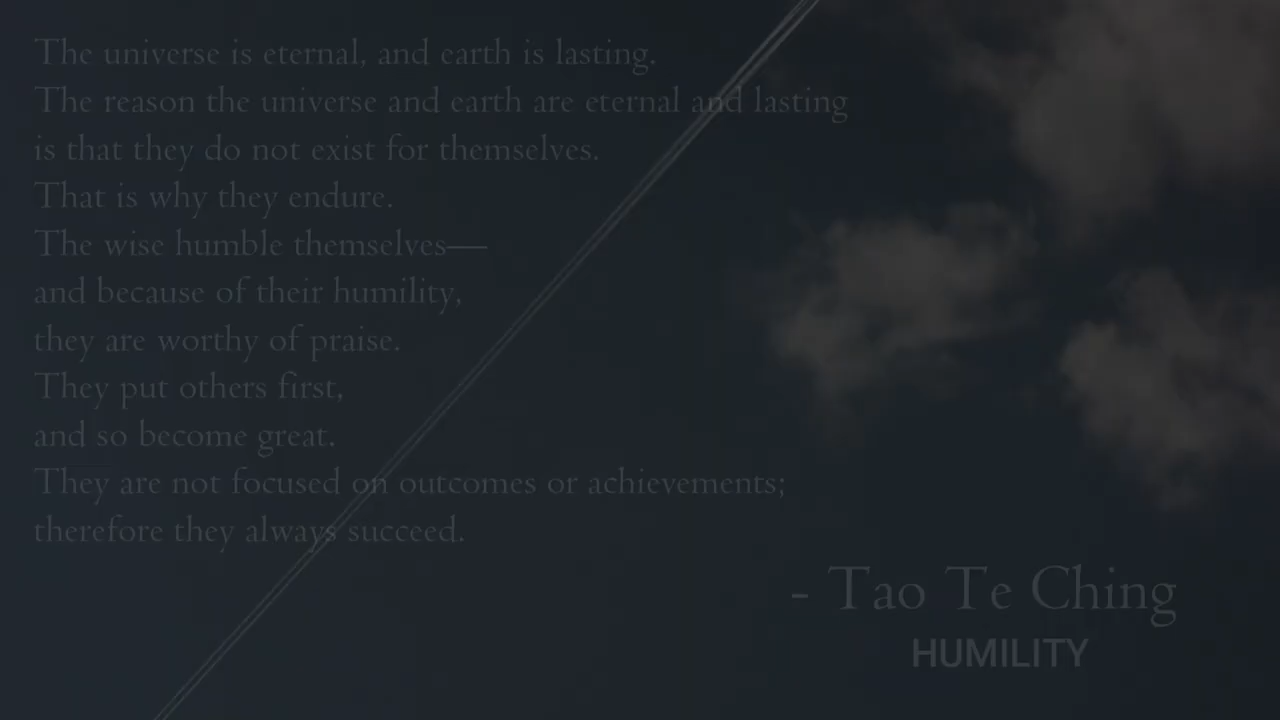 The universe is eternal, and earth is lasting.
The reason the universe and earth are eternal and lasting
is that they do not exist for themselves.
That is why they endure.
The wise humble themselves—
and because of their humility,
they are worthy of praise.
They put others first,
and so become great.
They are not focused on outcomes or achievements;
therefore they always succeed.
- Tao Te Ching
HUMILITY